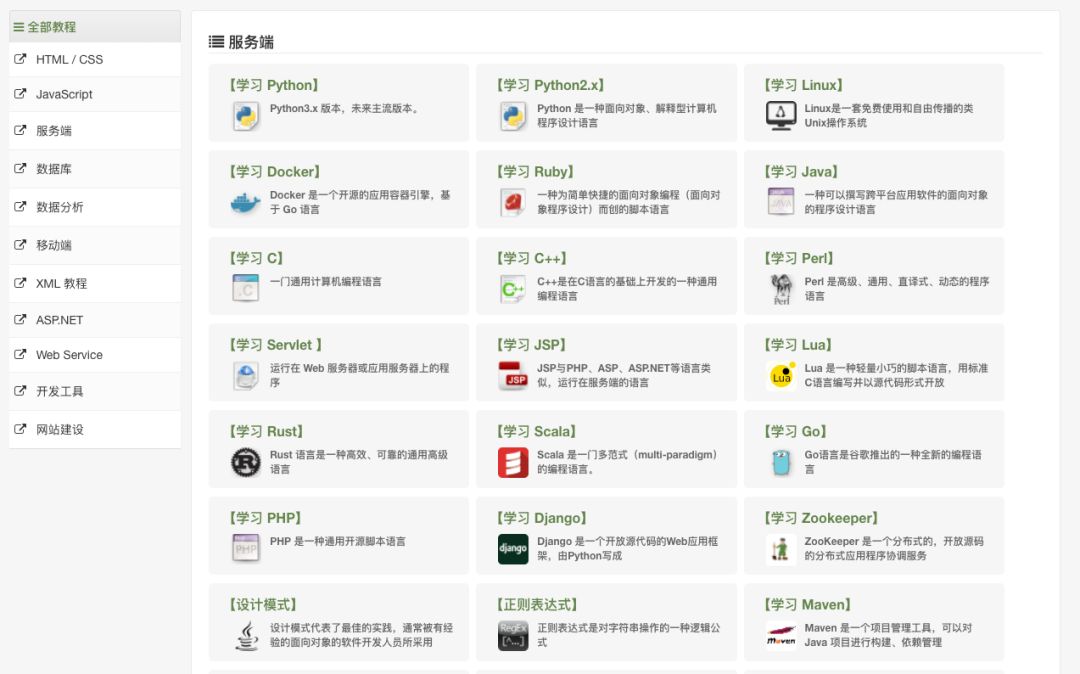 全部教程
HTML / CSS
JavaScript
服务端
数据库
数据分析
移动端
XML 教程
ASP.NET
Web Service
开发工具
网站建设
服务端
【学习 Python】
Python3.x 版本，未来主流版本。
【学习 Python2.x】
Python 是一种面向对象、解释型计算机
程序设计语言
【学习 Linux】
Linux是一套免费使用和自由传播的类
Unix操作系统
【学习 Docker】
Docker 是一个开源的应用容器引擎，基
于 Go 语言
【学习 Ruby】
一种为简单快捷的面向对象编程（面向对
象程序设计）而创的脚本语言
【学习 Java】
JAVA
一种可以撰写跨平台应用软件的面向对象
的程序设计语言
【学习 C】
.C
一门通用计算机编程语言
【学习 C++】
C++
C++是在C语言的基础上开发的一种通用
编程语言
【学习 Perl】
Perl
Perl 是高级、通用、直译式、动态的程序
语言
【学习 Servlet 】
运行在 Web 服务器或应用服务器上的程
序
【学习 JSP】
JSP
JSP与PHP、ASP、ASP.NET等语言类
似，运行在服务端的语言
【学习 Lua】
Lua
Lua 是一种轻量小巧的脚本语言，用标准
C语言编写并以源代码形式开放
【学习 Rust】
R
Rust 语言是一种高效、可靠的通用高级
语言
【学习 Scala】
Scala 是一门多范式（multi-paradigm）
的编程语言。
【学习 Go】
Go语言是谷歌推出的一种全新的编程语
言
【学习 PHP】
PHP
PHP 是一种通用开源脚本语言
【学习 Django】
django
Django 是一个开放源代码的Web应用框
架，由Python写成
【学习 Zookeeper】
ZooKeeper 是一个分布式的，开放源码
的分布式应用程序协调服务
【设计模式】
设计模式代表了最佳的实践，通常被有经
验的面向对象的软件开发人员所采用
【正则表达式】
RegEx
[^...]
正则表达式是对字符串操作的一种逻辑公
式
【学习 Maven】
maven
Maven 是一个项目管理工具，可以对
Java 项目进行构建、依赖管理